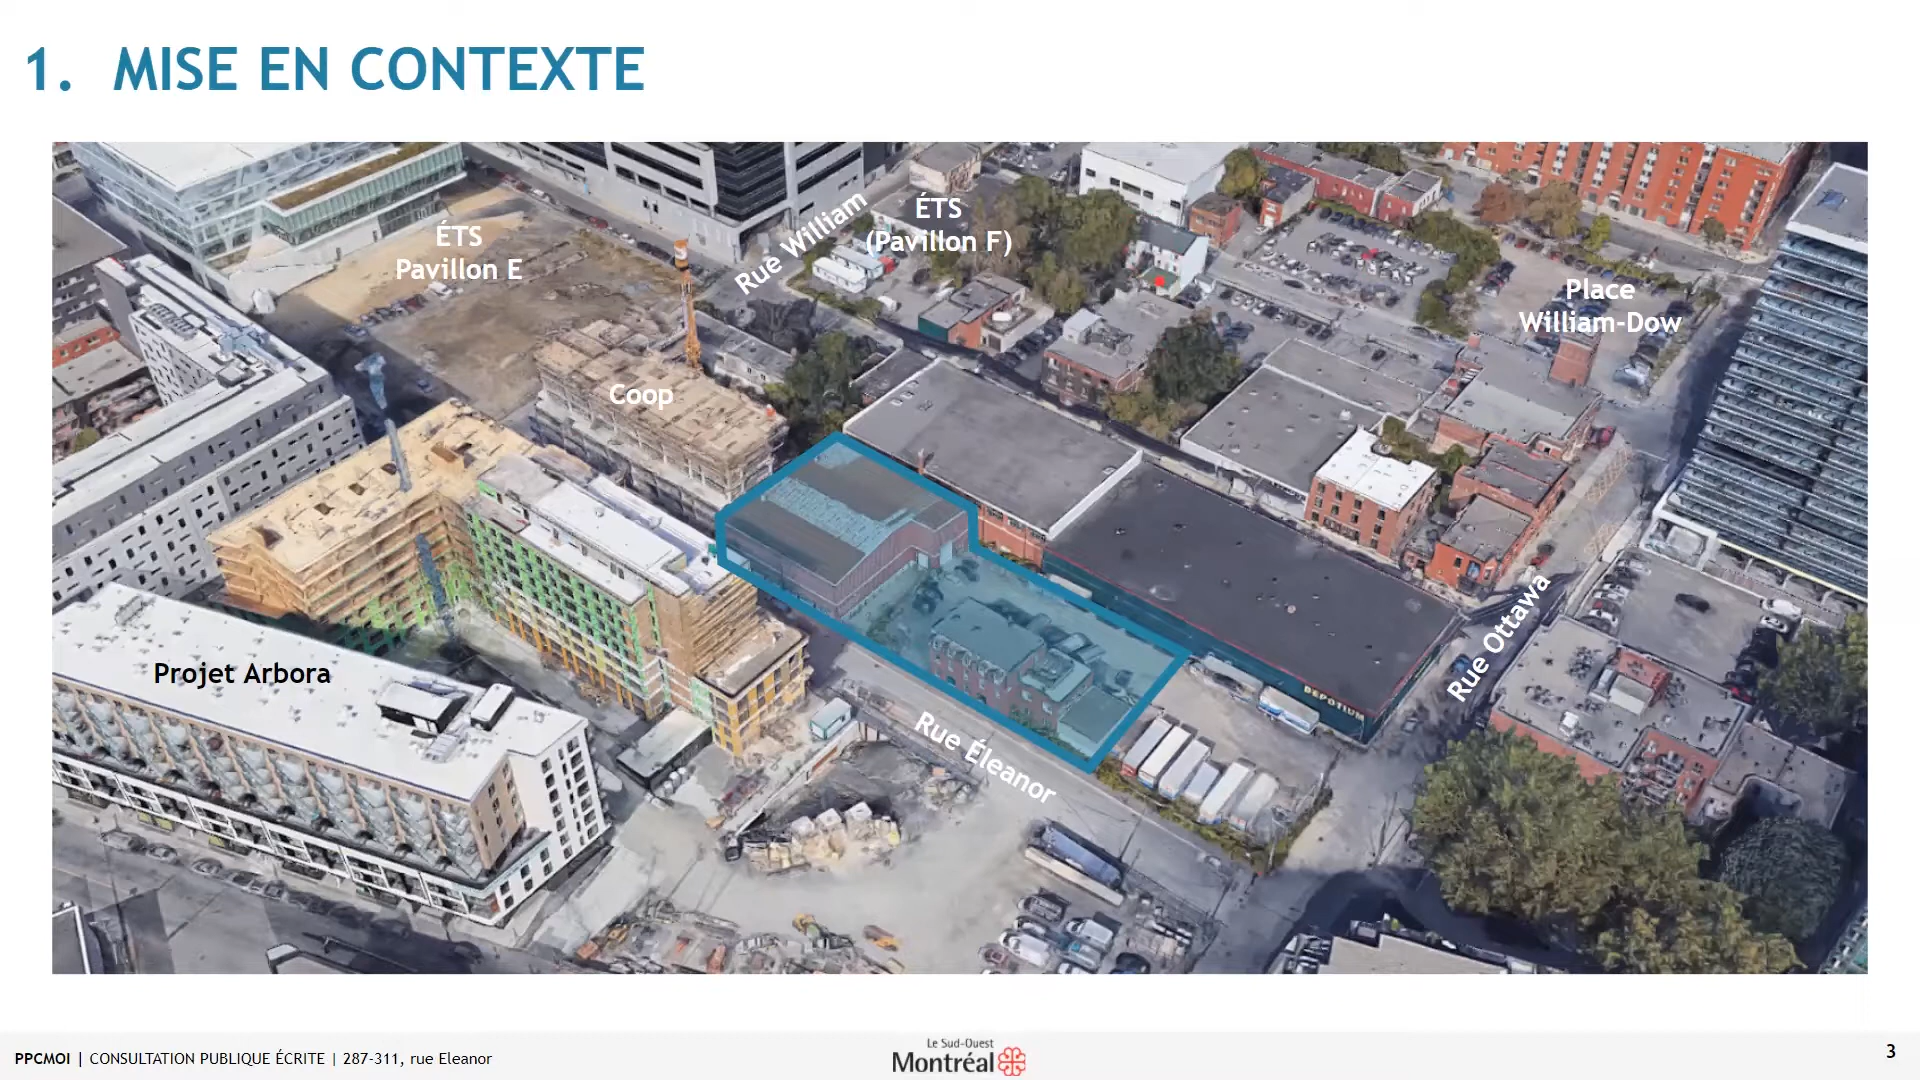 1. MISE EN CONTEXTE
ÉTS
Pavillon E
Rue William
ÉTS
(Pavillon F)
Place
William-Dow
Coop
Projet Arbora
Rue Éleanor
Rue Ottawa
DEPOTIUM
PPCMOI | CONSULTATION PUBLIQUE ÉCRITE | 287-311, rue Eleanor
Le Sud-Ouest
Montréal
3